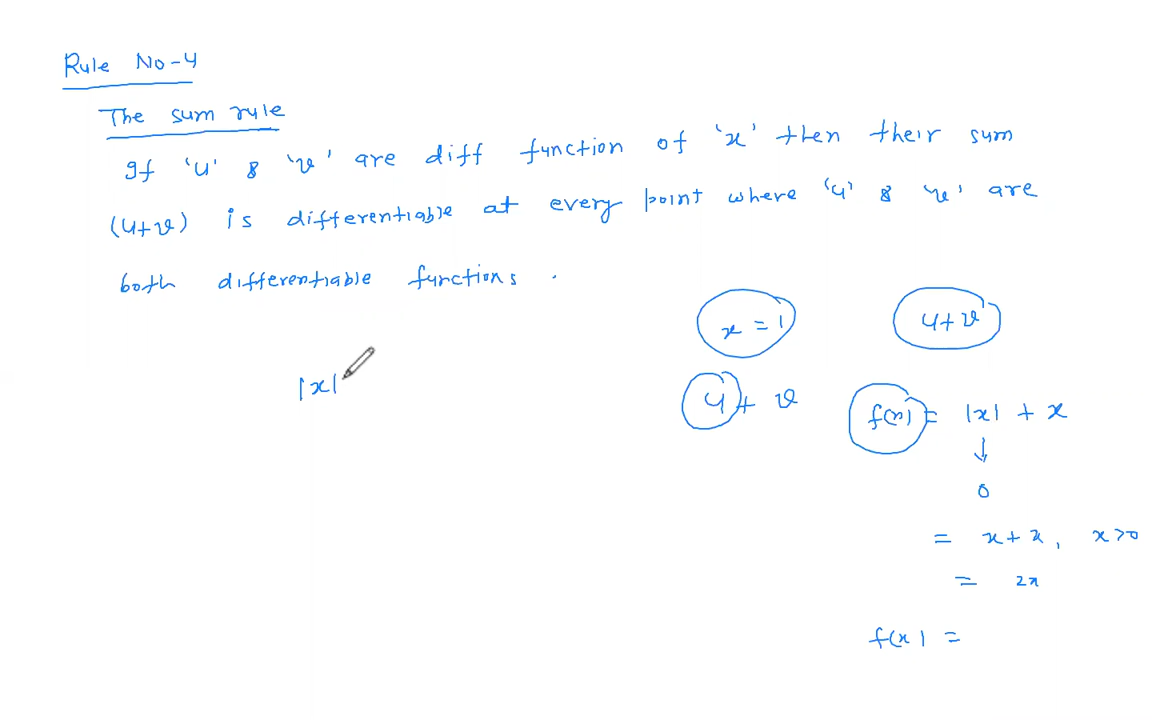 Rule No-4
The sum rule
If 'u' & 'v' are diff function of 'x' then their sum
(u+v) is differentiable at every point where 'u' & 'v' are
both differentiable functions .
x = 1
u+v
|x|
u + v
f(x) = |x| + x
↓
0
= x+x, x>0
= 2x
f(x) =